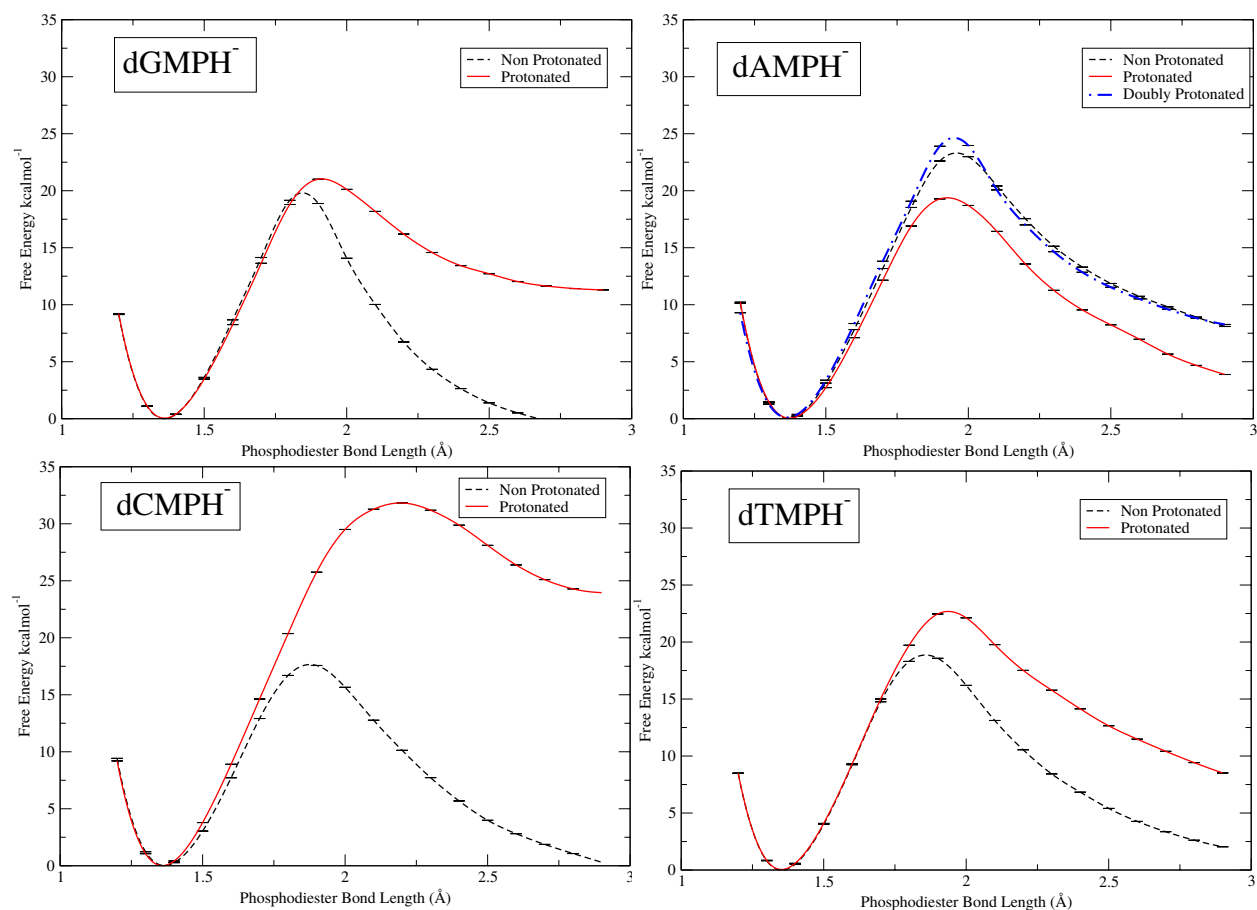 dGMPH-
Non Protonated
Protonated
35
30
25
20
15
10
5
0
Free Energy kcalmol-1
1
1.5
2
2.5
3
Phosphodiester Bond Length (Å)
dAMPH-
Non Protonated
Protonated
Doubly Protonated
35
30
25
20
15
10
5
0
Free Energy kcalmol-1
1
1.5
2
2.5
3
Phosphodiester Bond Length (Å)
dCMPH-
Non Protonated
Protonated
35
30
25
20
15
10
5
0
Free Energy kcalmol-1
1
1.5
2
2.5
3
Phosphodiester Bond Length (Å)
dTMPH-
Non Protonated
Protonated
35
30
25
20
15
10
5
0
Free Energy kcalmol-1
1
1.5
2
2.5
3
Phosphodiester Bond Length (Å)